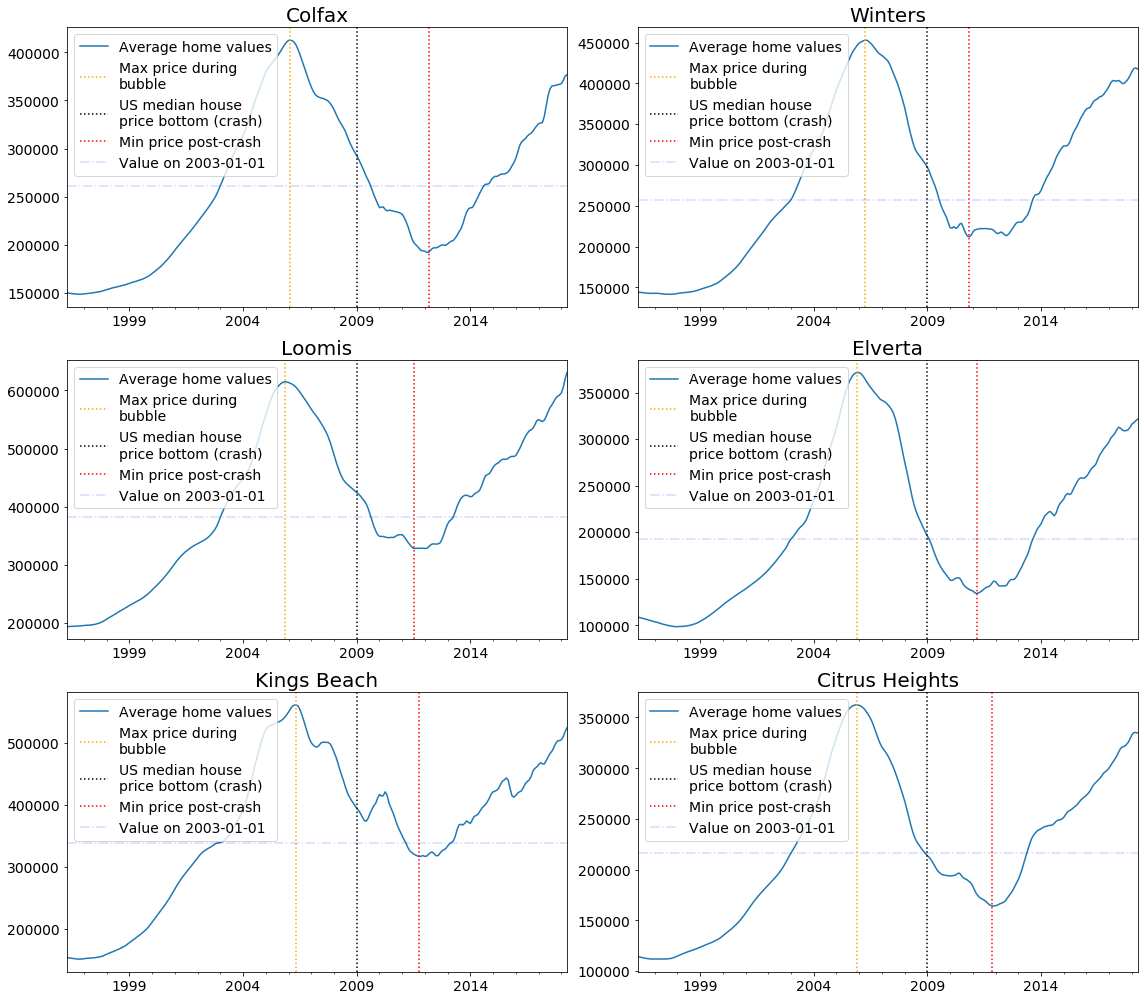 Colfax
400000
350000
300000
250000
200000
150000
Average home values
Max price during
bubble
US median house
price bottom (crash)
Min price post-crash
Value on 2003-01-01
1999
2004
2009
2014
Winters
450000
400000
350000
300000
250000
200000
150000
Average home values
Max price during
bubble
US median house
price bottom (crash)
Min price post-crash
Value on 2003-01-01
1999
2004
2009
2014
Loomis
600000
500000
400000
300000
200000
Average home values
Max price during
bubble
US median house
price bottom (crash)
Min price post-crash
Value on 2003-01-01
1999
2004
2009
2014
Elverta
350000
300000
250000
200000
150000
100000
Average home values
Max price during
bubble
US median house
price bottom (crash)
Min price post-crash
Value on 2003-01-01
1999
2004
2009
2014
Kings Beach
500000
400000
300000
200000
Average home values
Max price during
bubble
US median house
price bottom (crash)
Min price post-crash
Value on 2003-01-01
1999
2004
2009
2014
Citrus Heights
350000
300000
250000
200000
150000
100000
Average home values
Max price during
bubble
US median house
price bottom (crash)
Min price post-crash
Value on 2003-01-01
1999
2004
2009
2014